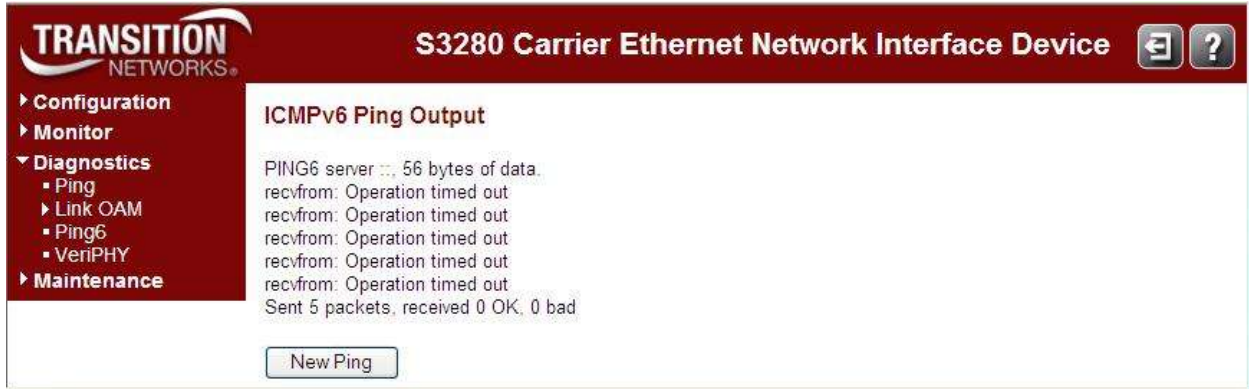 TRANSITION
NETWORKS®
S3280 Carrier Ethernet Network Interface Device
?
Configuration
Monitor
Diagnostics
Ping
Link OAM
Ping6
VeriPHY
Maintenance
ICMPv6 Ping Output
PING6 server ::, 56 bytes of data.
recvfrom: Operation timed out
recvfrom: Operation timed out
recvfrom: Operation timed out
recvfrom: Operation timed out
recvfrom: Operation timed out
Sent 5 packets, received 0 OK, 0 bad
New Ping